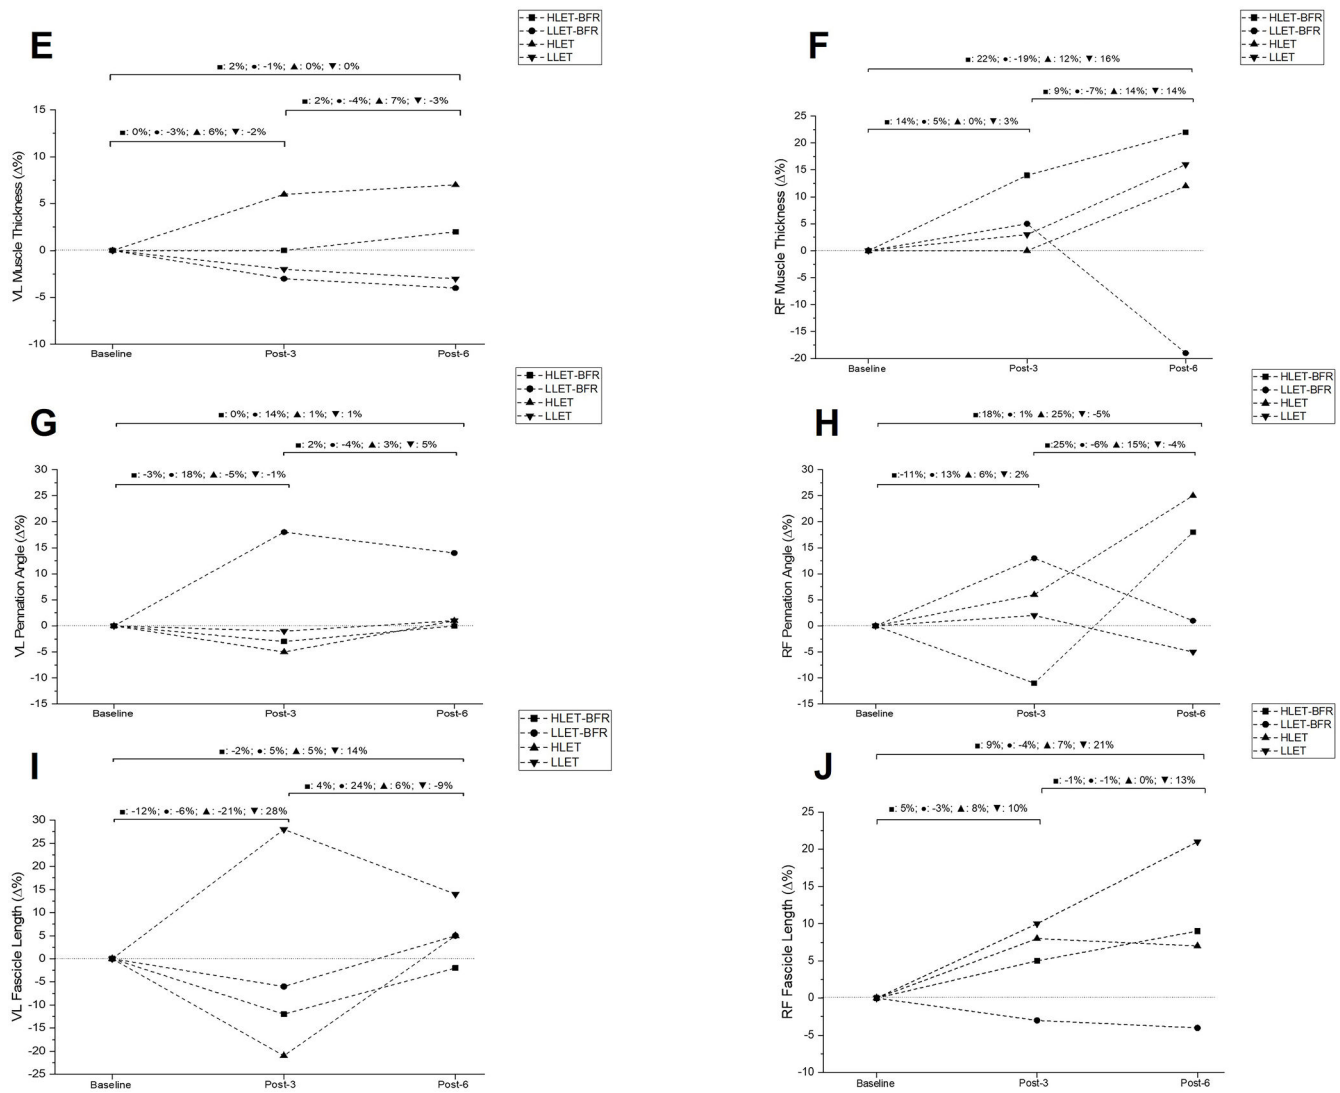 E
HLET-BFR
LLET-BFR
HLET
LLET
■: 2%; ●: -1%; ▲: 0%; ▼: 0%
■: 2%; ●: -4%; ▲: 7%; ▼: -3%
■: 0%; ●: -3%; ▲: 6%; ▼: -2%
VL Muscle Thickness (Δ%)
15
10
5
0
-5
-10
Baseline Post-3 Post-6
F
HLET-BFR
LLET-BFR
HLET
LLET
■: 22%; ●: -19%; ▲: 12%; ▼: 16%
■: 9%; ●: -7%; ▲: 14%; ▼: 14%
■: 14%; ●: 5%; ▲: 0%; ▼: 3%
RF Muscle Thickness (Δ%)
25
20
15
10
5
0
-5
-10
-15
-20
Baseline Post-3 Post-6
G
HLET-BFR
LLET-BFR
HLET
LLET
■: 0%; ●: 14%; ▲: 1%; ▼: 1%
■: 2%; ●: -4%; ▲: 3%; ▼: 5%
■: -3%; ●: 18%; ▲: -5%; ▼: -1%
VL Pennation Angle (Δ%)
30
25
20
15
10
5
0
-5
-10
-15
Baseline Post-3 Post-6
H
HLET-BFR
LLET-BFR
HLET
LLET
■:18%; ●: 1%; ▲: 25%; ▼: -5%
■:25%; ●: -6%; ▲: 15%; ▼: -4%
■:-11%; ●: 13% ▲: 6%; ▼: 2%
RF Pennation Angle (Δ%)
30
25
20
15
10
5
0
-5
-10
-15
Baseline Post-3 Post-6
I
HLET-BFR
LLET-BFR
HLET
LLET
■: -2%; ●: 5%; ▲: 5%; ▼: 14%
■: 4%; ●: 24%; ▲: 6%; ▼: -9%
■: -12%; ●: -6%; ▲: -21%; ▼: 28%
VL Fascicle Length (Δ%)
30
25
20
15
10
5
0
-5
-10
-15
-20
-25
Baseline Post-3 Post-6
J
HLET-BFR
LLET-BFR
HLET
LLET
■: 9%; ●: -4%; ▲: 7%; ▼: 21%
■: -1%; ●: -1%; ▲: 0%; ▼: 13%
■: 5%; ●: -3%; ▲: 8%; ▼: 10%
RF Fascicle Length (Δ%)
25
20
15
10
5
0
-5
-10
Baseline Post-3 Post-6